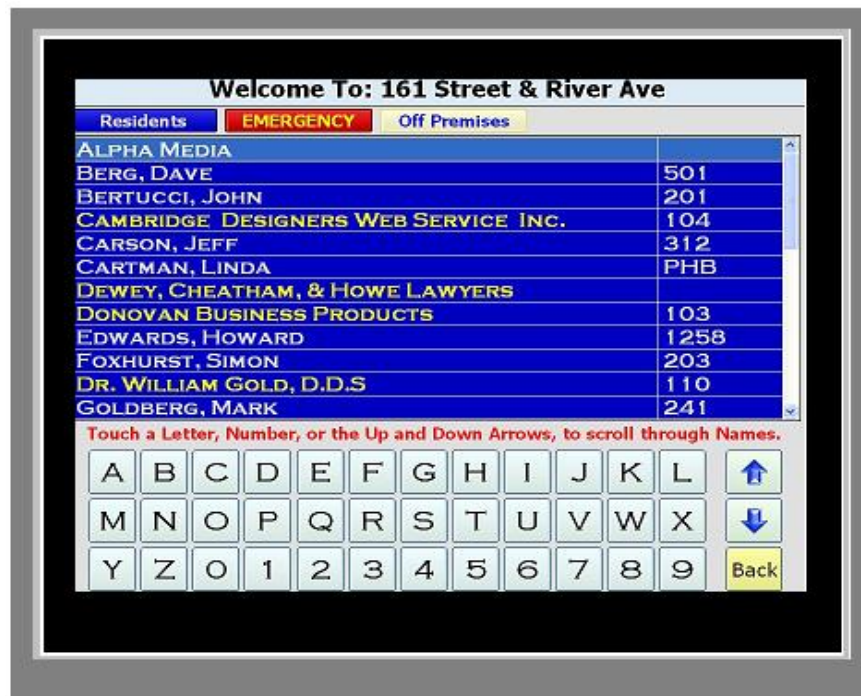 Welcome To: 161 Street & River Ave
Residents EMERGENCY Off Premises
ALPHA MEDIA
BERG, DAVE 501
BERTUCCI, JOHN 201
CAMBRIDGE DESIGNERS WEB SERVICE INC. 104
CARSON, JEFF 312
CARTMAN, LINDA PHB
DEWEY, CHEATHAM, & HOWE LAWYERS
DONOVAN BUSINESS PRODUCTS 103
EDWARDS, HOWARD 1258
FOXHURST, SIMON 203
DR. WILLIAM GOLD, D.D.S 110
GOLDBERG, MARK 241
Touch a Letter, Number, or the Up and Down Arrows, to scroll through Names.
A B C D E F G H I J K L
M N O P Q R S T U V W X
Y Z 0 1 2 3 4 5 6 7 8 9 Back